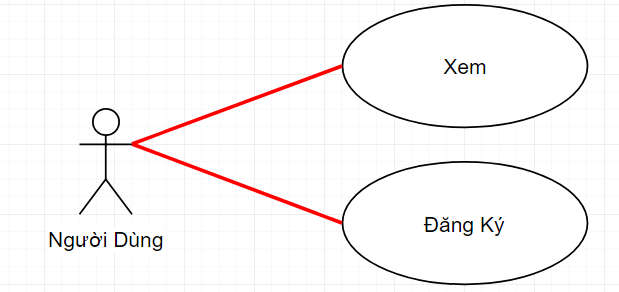 Xem
Người Dùng
Đăng Ký